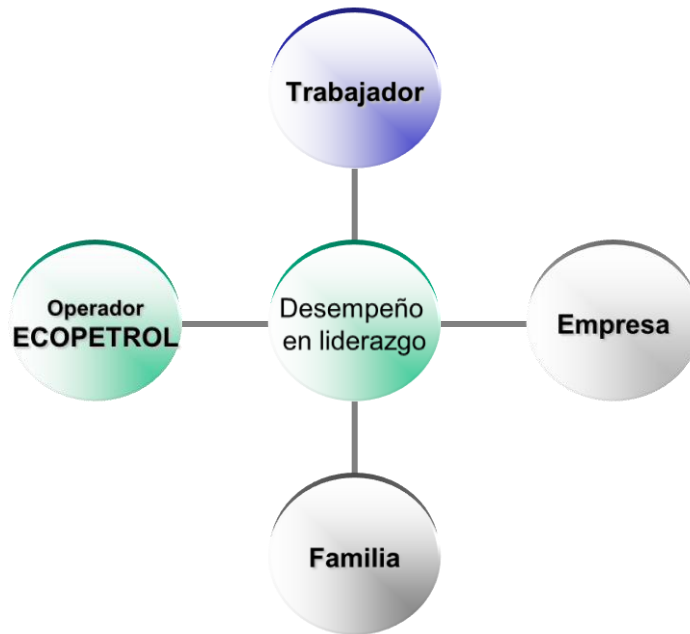 Trabajador
Operador
ECOPETROL
Desempeño
en liderazgo
Empresa
Familia